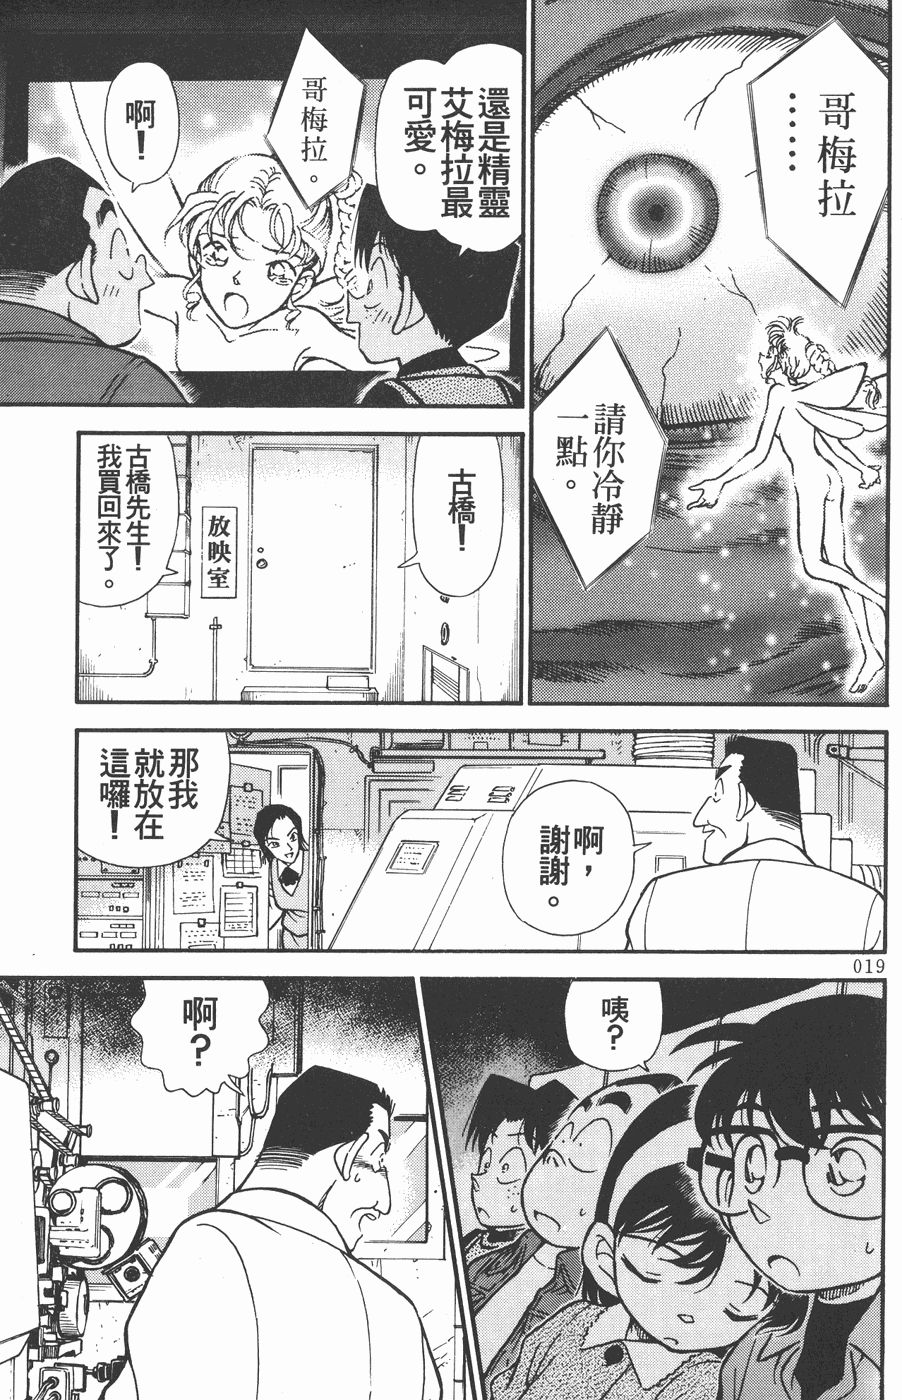 哥梅拉
……
請你冷靜
一點。
還是精靈
艾梅拉最
可愛。
哥梅拉。
啊!
古橋!
放映室
古橋先生!
我買回來了。
啊,
謝謝。
那我
就放在
這囉!
019
咦?
啊?